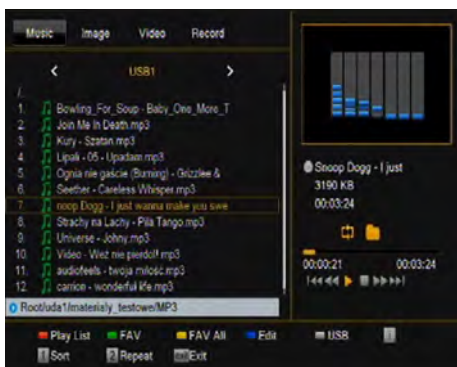 Music Image Video Record
USB1
/..
1. Bowling_For_Soup - Baby_One_More_T
2. Join Me In Death.mp3
3. Kury - Szatan.mp3
4. Lipali - 05 - Upadam.mp3
5. Ognia nie gaście (Burning) - Grizzlee &
6. Seether - Careless Whisper.mp3
7. noop Dogg - I just wanna make you swe
8. Strachy na Lachy - Piła Tango.mp3
9. Universe - Johny.mp3
10. Video - Weź nie pierdol! mp3
11. audiofeels - twoja miłość.mp3
12. carrion - wonderful life.mp3
Root/uda1/materialy_testowe/MP3
Snoop Dogg - I just
3190 KB
00:03:24
00:00:21 00:03:24
Play List FAV FAV All Edit USB
1 Sort 2 Repeat Exit